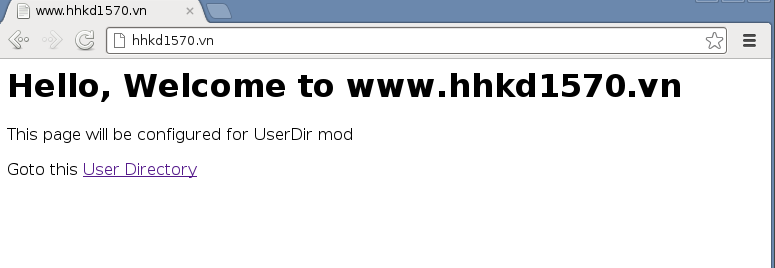 www.hhkd1570.vn
hhkd1570.vn
Hello, Welcome to www.hhkd1570.vn
This page will be configured for UserDir mod
Goto this User Directory